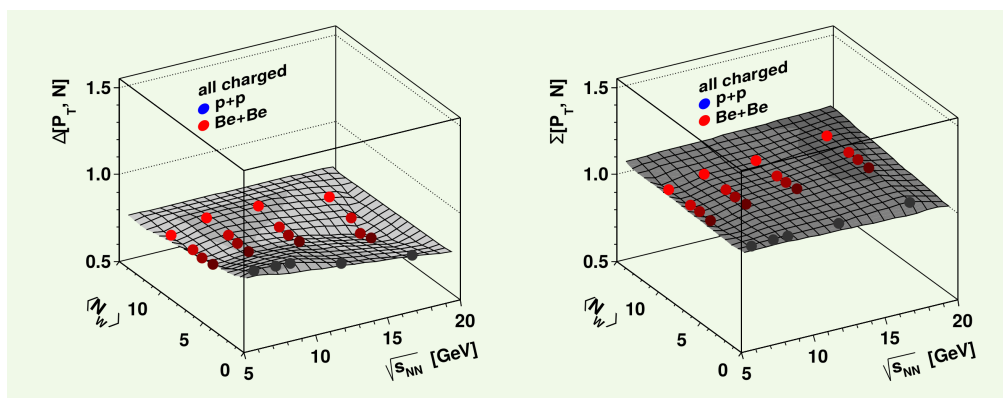 Δ[P_T, N]
1.5
1.0
0.5
all charged
p+p
Be+Be
⟨N_W⟩
10
5
0
5
10
15
20
√s_NN [GeV]
Σ[P_T, N]
1.5
1.0
0.5
all charged
p+p
Be+Be
⟨N_W⟩
10
5
0
5
10
15
20
√s_NN [GeV]